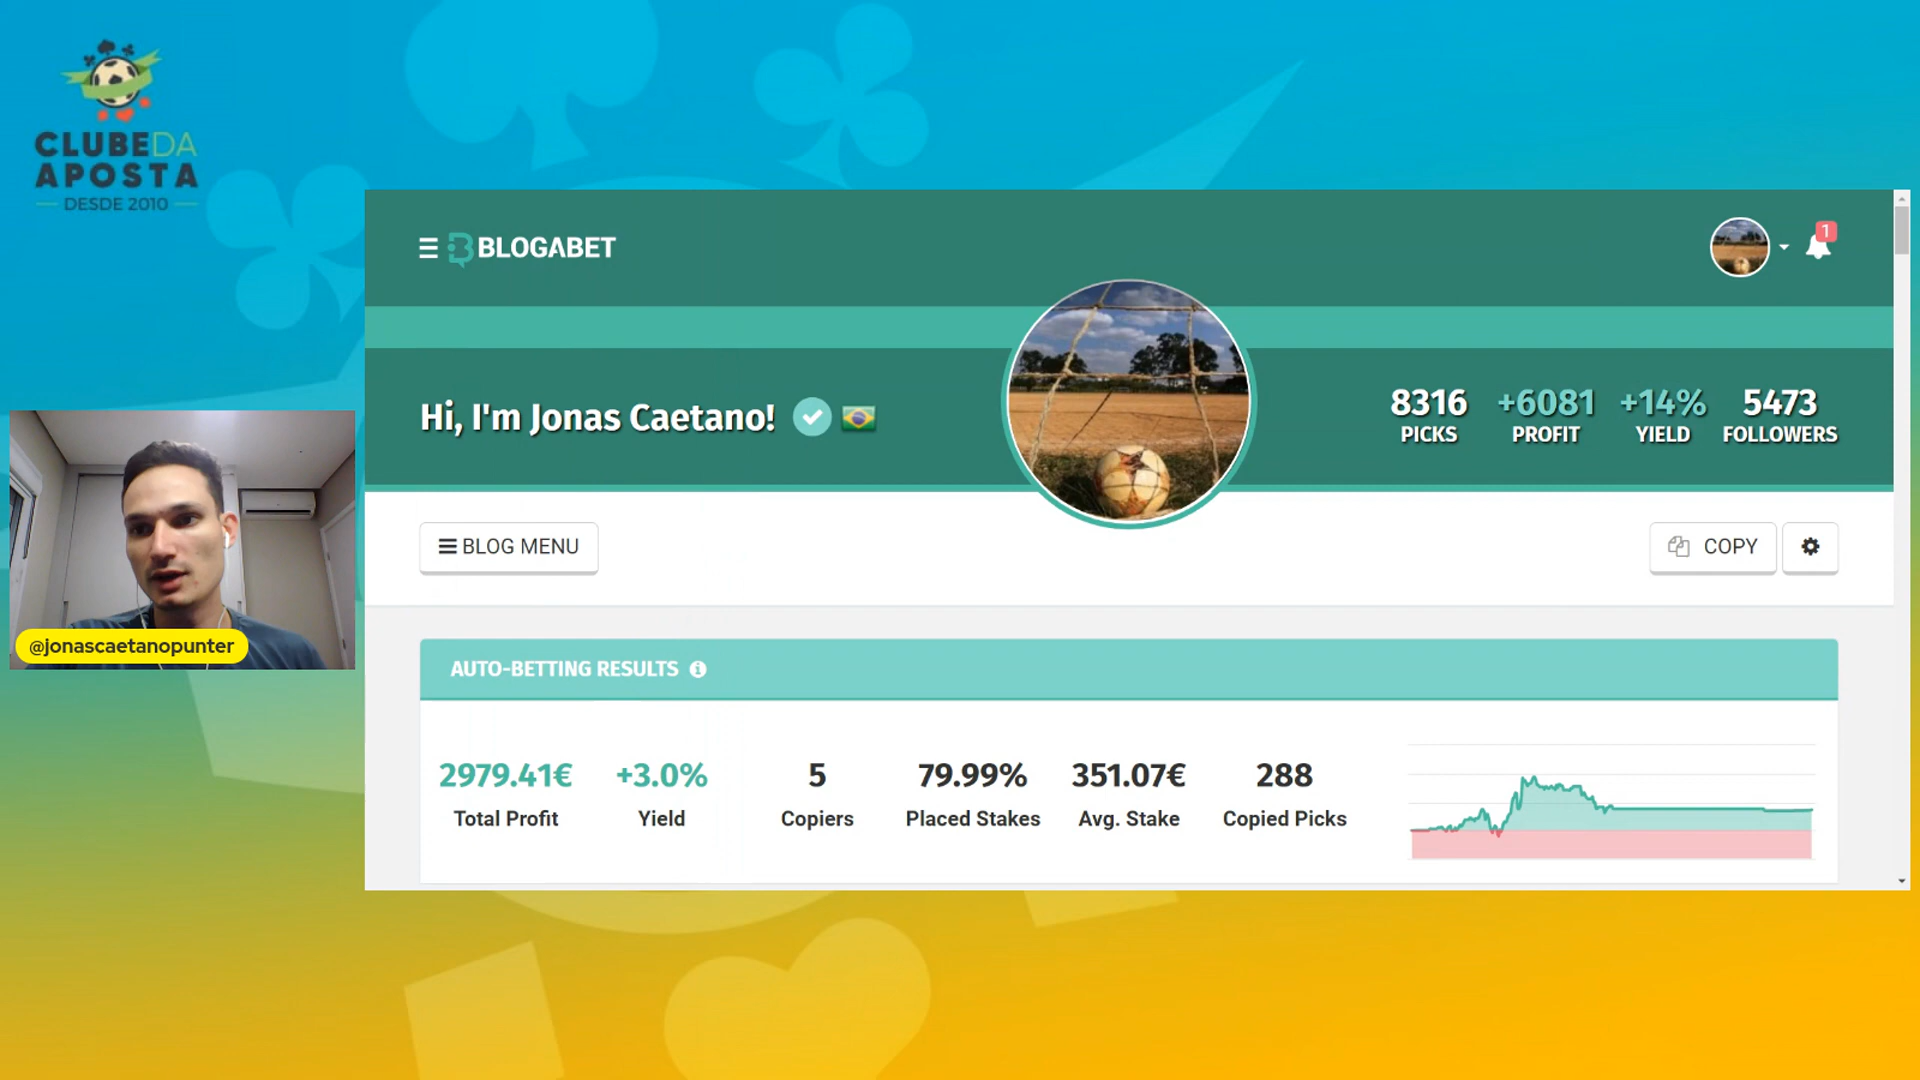 CLUBEDA
APOSTA
DESDE 2010
BLOGABET
1
Hi, I'm Jonas Caetano!
8316 +6081 +14% 5473
PICKS PROFIT YIELD FOLLOWERS
@jonascaetanopunter
BLOG MENU
COPY
AUTO-BETTING RESULTS
2979.41€ +3.0% 5 79.99% 351.07€ 288
Total Profit Yield Copiers Placed Stakes Avg. Stake Copied Picks